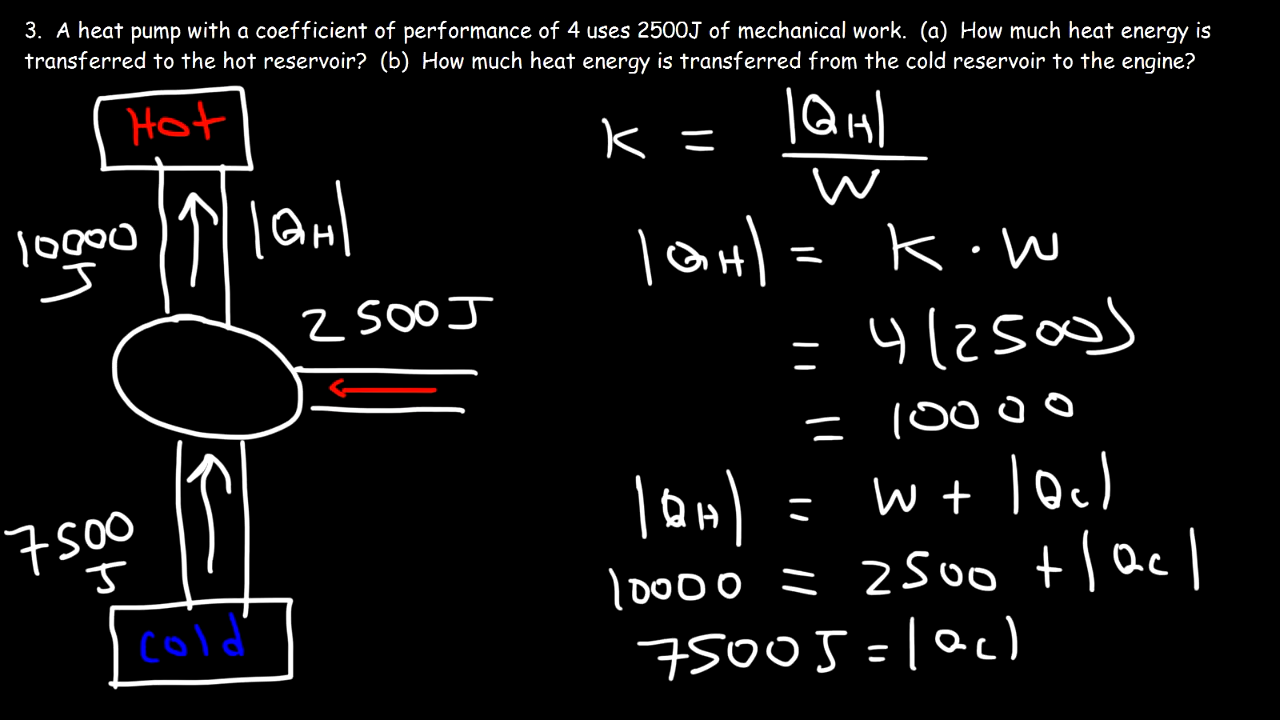 3. A heat pump with a coefficient of performance of 4 uses 2500J of mechanical work. (a) How much heat energy is
transferred to the hot reservoir? (b) How much heat energy is transferred from the cold reservoir to the engine?
Hot
10000
J
|QH|
2500J
7500
J
cold
K = |QH|
W
|QH| = K · W
= 4(2500)
= 10000
|QH| = W + |Qc|
10000 = 2500 + |Qc|
7500J = |Qc|